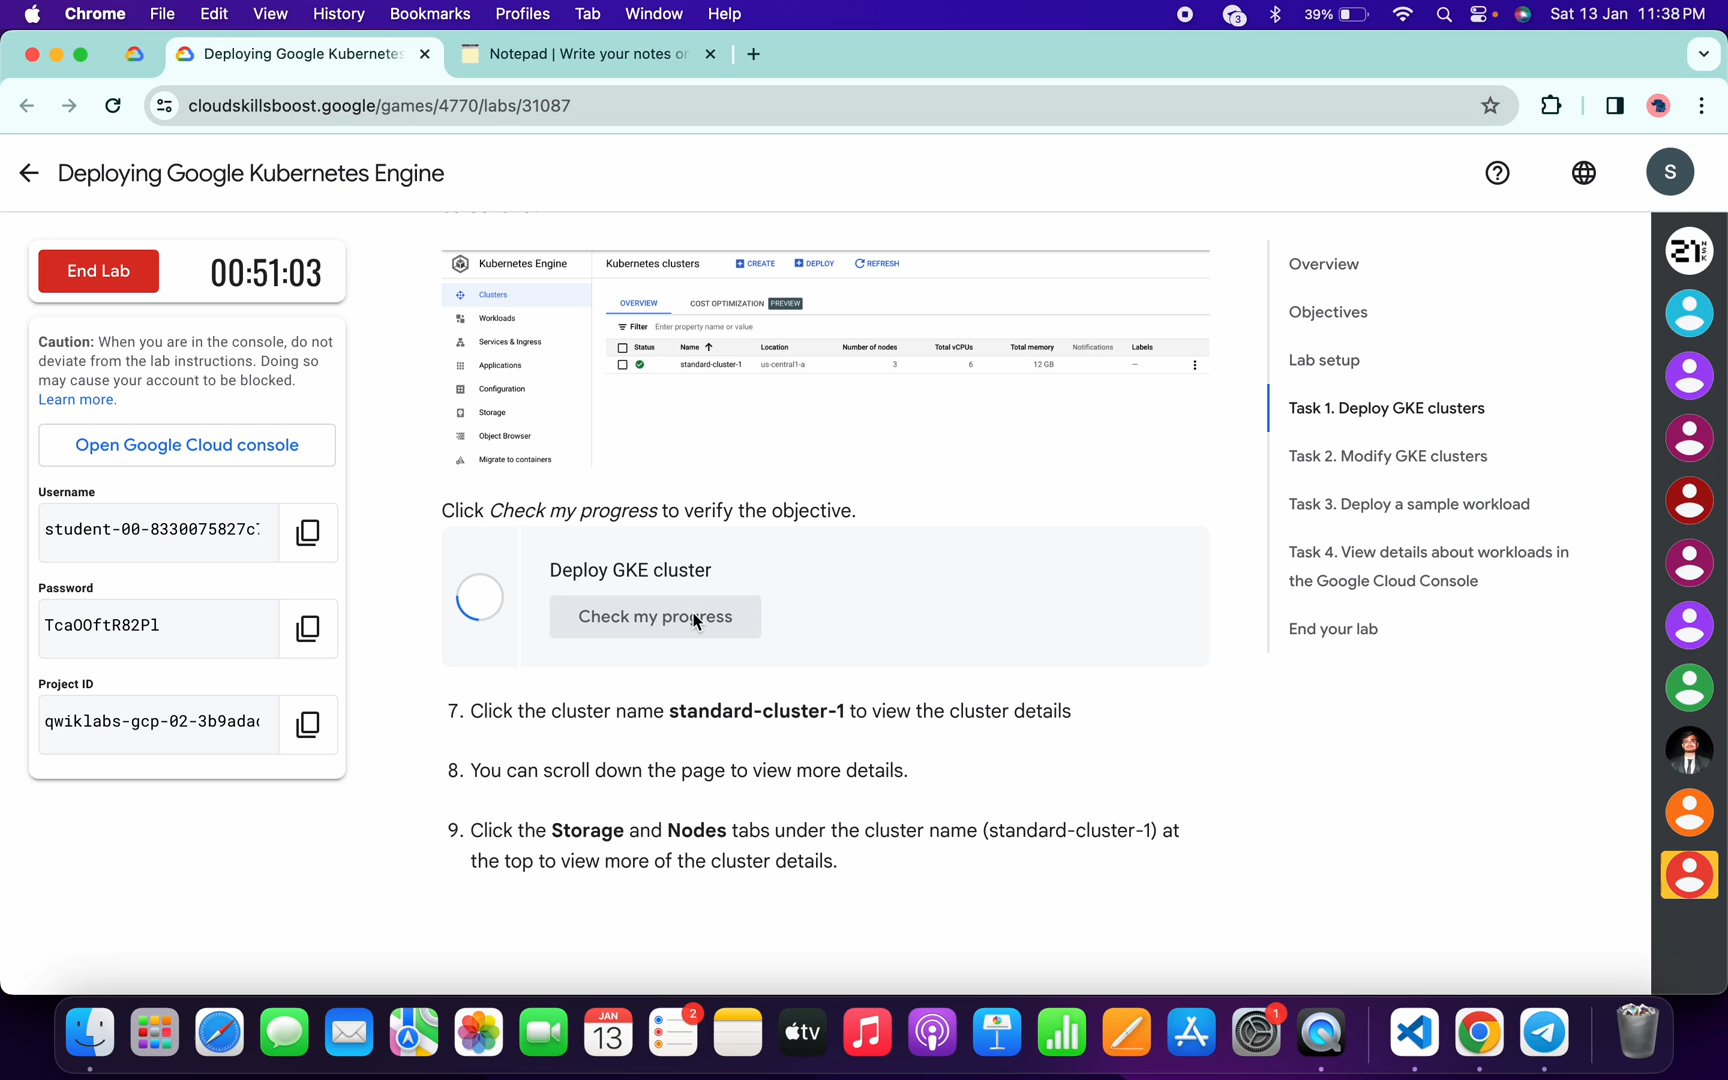 Chrome File Edit View History Bookmarks Profiles Tab Window Help 3 39% Sat 13 Jan 11:38 PM
Deploying Google Kubernetes Notepad | Write your notes on
cloudskillsboost.google/games/4770/labs/31087
Deploying Google Kubernetes Engine
S
End Lab 00:51:03
Caution: When you are in the console, do not
deviate from the lab instructions. Doing so
may cause your account to be blocked.
Learn more.
Open Google Cloud console
Username
student-00-8330075827c
Password
TcaOOftR82Pl
Project ID
qwiklabs-gcp-02-3b9adac
Kubernetes Engine Kubernetes clusters CREATE DEPLOY REFRESH
Clusters
Workloads
Services & Ingress
Applications
Configuration
Storage
Object Browser
Migrate to containers
OVERVIEW COST OPTIMIZATION PREVIEW
Filter Enter property name or value
Status Name Location Number of nodes Total vCPUs Total memory Notifications Labels
standard-cluster-1 us-central1-a 3 6 12 GB –
Click Check my progress to verify the objective.
Deploy GKE cluster
Check my progress
7. Click the cluster name standard-cluster-1 to view the cluster details
8. You can scroll down the page to view more details.
9. Click the Storage and Nodes tabs under the cluster name (standard-cluster-1) at
the top to view more of the cluster details.
Overview
Objectives
Lab setup
Task 1. Deploy GKE clusters
Task 2. Modify GKE clusters
Task 3. Deploy a sample workload
Task 4. View details about workloads in
the Google Cloud Console
End your lab
JAN
13
2
tv
1